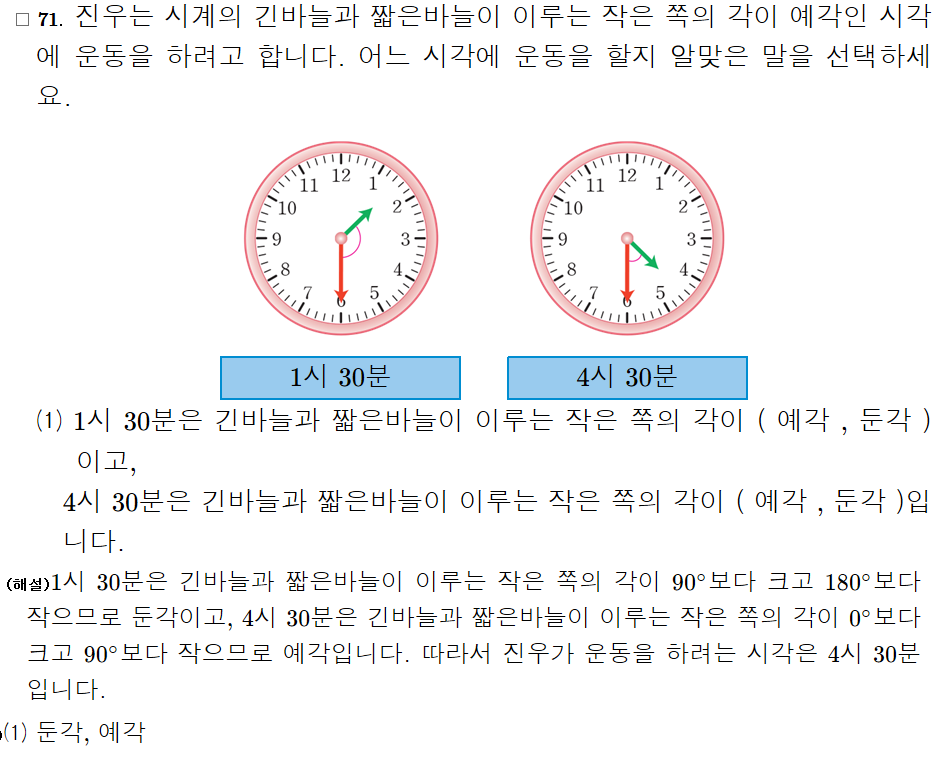 □ 71. 진우는 시계의 긴바늘과 짧은바늘이 이루는 작은 쪽의 각이 예각인 시각
에 운동을 하려고 합니다. 어느 시각에 운동을 할지 알맞은 말을 선택하세
요.
12 1 2 3 4 5 6 7 8 9 10 11
12 1 2 3 4 5 6 7 8 9 10 11
1시 30분
4시 30분
(1) 1시 30분은 긴바늘과 짧은바늘이 이루는 작은 쪽의 각이 ( 예각 , 둔각 )
이고,
4시 30분은 긴바늘과 짧은바늘이 이루는 작은 쪽의 각이 ( 예각 , 둔각 )입
니다.
(해설)1시 30분은 긴바늘과 짧은바늘이 이루는 작은 쪽의 각이 90°보다 크고 180°보다
작으므로 둔각이고, 4시 30분은 긴바늘과 짧은바늘이 이루는 작은 쪽의 각이 0°보다
크고 90°보다 작으므로 예각입니다. 따라서 진우가 운동을 하려는 시각은 4시 30분
입니다.
(1) 둔각, 예각